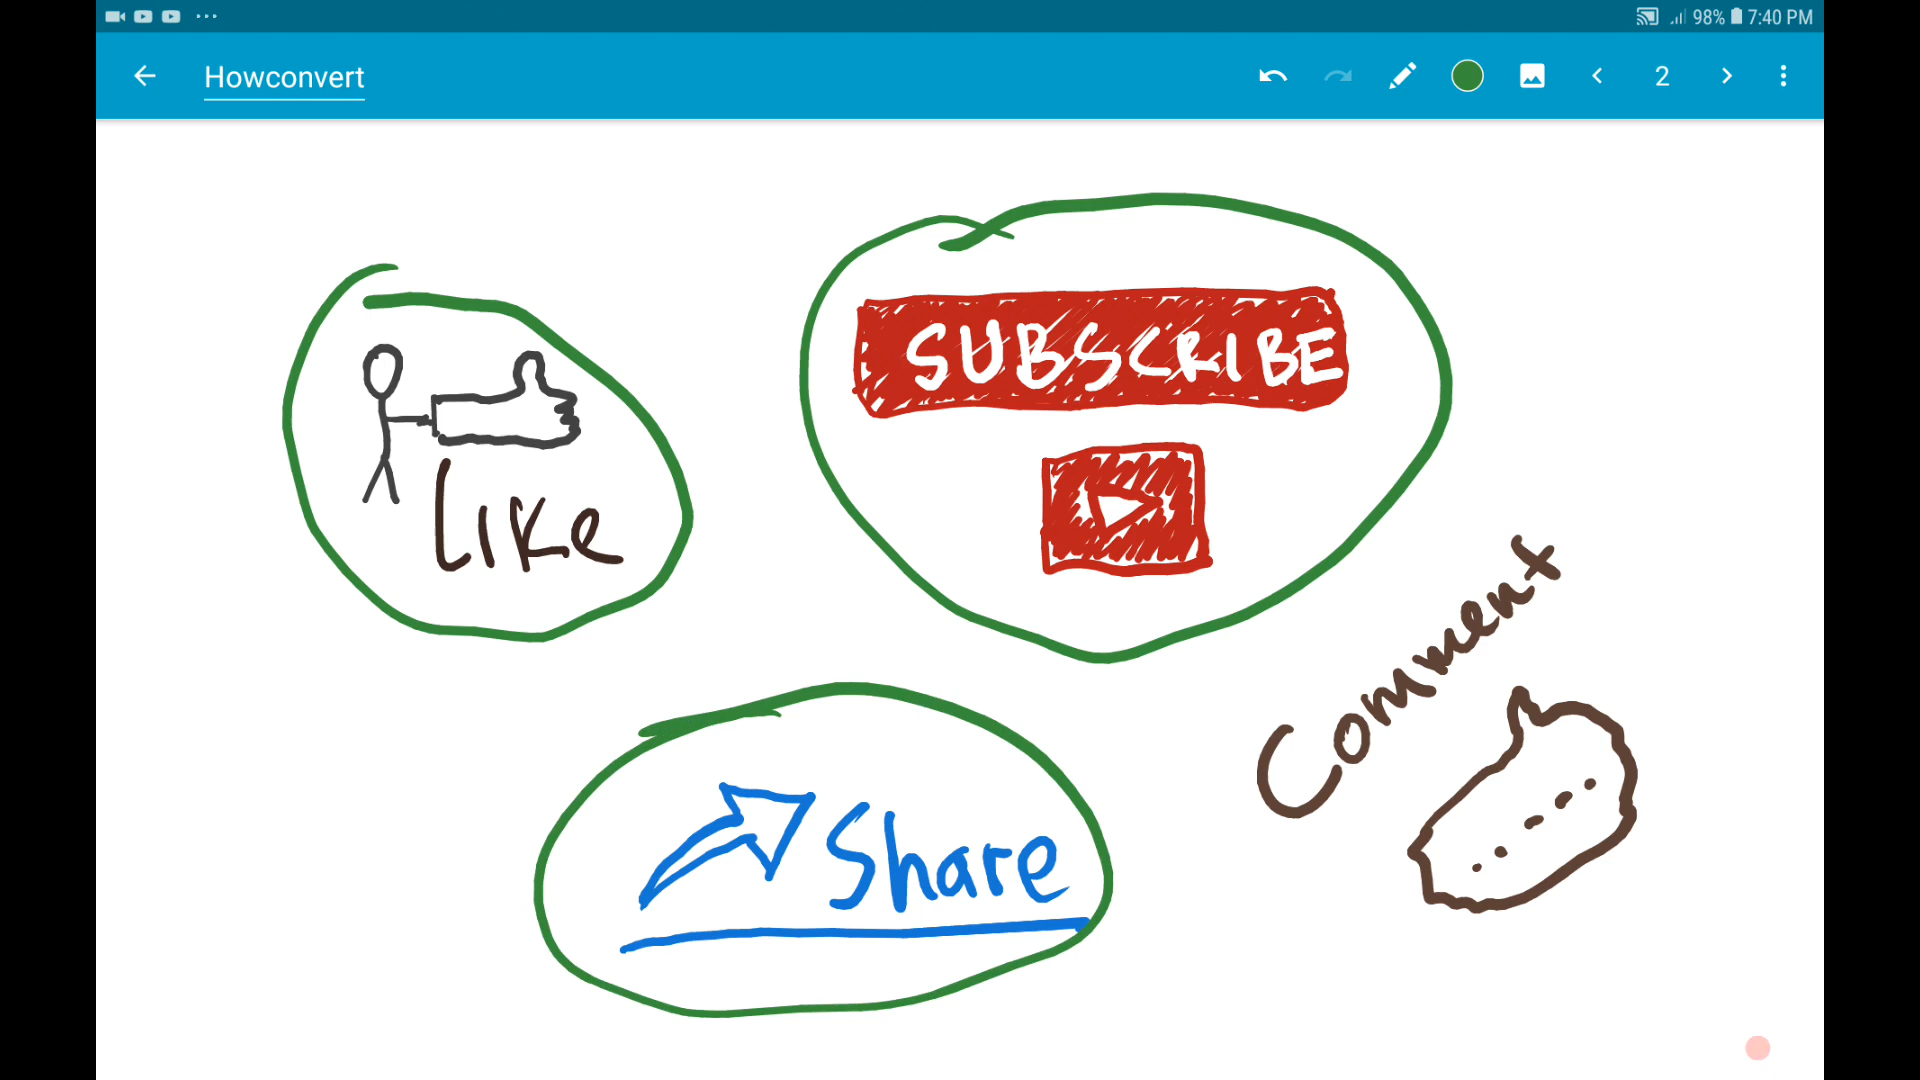 98% 7:40 PM
Howconvert
2
SUBSCRIBE
Like
Comment
Share